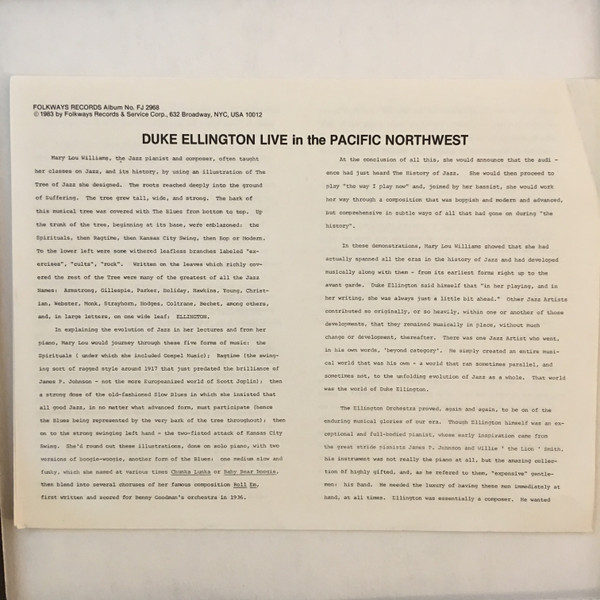 FOLKWAYS RECORDS Album No. FJ 2968
©1983 by Folkways Records & Service Corp., 632 Broadway, NYC, USA 10012
DUKE ELLINGTON LIVE in the PACIFIC NORTHWEST
Mary Lou Williams, the Jazz pianist and composer, often taught
her classes on Jazz, and its history, by using an illustration of The
Tree of Jazz she designed. The roots reached deeply into the ground
of Suffering. The tree grew tall, wide, and strong. The bark of
this musical tree was covered with The Blues from bottom to top. Up
the trunk of the tree, beginning at its base, were emblazoned: the
Spirituals, then Ragtime, then Kansas City Swing, then Bop or Modern.
To the lower left were some withered leafless branches labeled "ex-
ercises", "cults", "rock". Written on the leaves which richly cov-
ered the rest of the Tree were many of the greatest of all the Jazz
Names: Armstrong, Gillespie, Parker, Holiday, Hawkins, Young, Christ-
ian, Webster, Monk, Strayhorn, Hodges, Coltrane, Bechet, among others,
and, in large letters, on one wide leaf: ELLINGTON.
In explaining the evolution of Jazz in her lectures and from her
piano, Mary Lou would journey through these five forms of music: the
Spirituals ( under which she included Gospel Music); Ragtime (the swing-
ing sort of ragged style around 1917 that just predated the brilliance of
James P. Johnson - not the more Europeanized world of Scott Joplin); then
a strong dose of the old-fashioned Slow Blues in which she insisted that
all good Jazz, in no matter what advanced form, must participate (hence
the Blues being represented by the very bark of the tree throughout); then
on to the strong swinging left hand - the two-fisted attack of Kansas City
Swing. She'd round out these illustrations, done on solo piano, with two
versions of boogie-woogie, another form of the Blues: one medium slow and
funky, which she named at various times Chunka Lunka or Baby Bear Boogie,
then blend into several choruses of her famous composition Roll Em,
first written and scored for Benny Goodman's orchestra in 1936.
At the conclusion of all this, she would announce that the audi -
ence had just heard The History of Jazz. She would then proceed to
play "the way I play now" and, joined by her bassist, she would work
her way through a composition that was boppish and modern and advanced,
but comprehensive in subtle ways of all that had gone on during "the
history".
In these demonstrations, Mary Lou Williams showed that she had
actually spanned all the eras in the history of Jazz and had developed
musically along with them - from its earliest forms right up to the
avant garde. Duke Ellington said himself that "in her playing, and in
her writing, she was always just a little bit ahead." Other Jazz Artists
contributed so originally, or so heavily, within one or another of those
developments, that they remained musically in place, without much
change or development, thereafter. There was one Jazz Artist who went,
in his own words, 'beyond category'. He simply created an entire musi-
cal world that was his own - a world that ran sometimes parallel, and
sometimes not, to the unfolding evolution of Jazz as a whole. That world
was the world of Duke Ellington.
The Ellington Orchestra proved, again and again, to be on of the
enduring musical glories of our era. Though Ellington himself was an ex-
ceptional and full-bodied pianist, whose early inspiration came from
the great stride pianists James P. Johnson and Willie ' the Lion ' Smith,
his instrument was not really the piano at all, but the amazing collec-
tion of highly gifted, and, as he referred to them, "expensive" gentle-
men: his Band. He needed the luxury of having these men immediately at
hand, at all times. Ellington was essentially a composer. He wanted